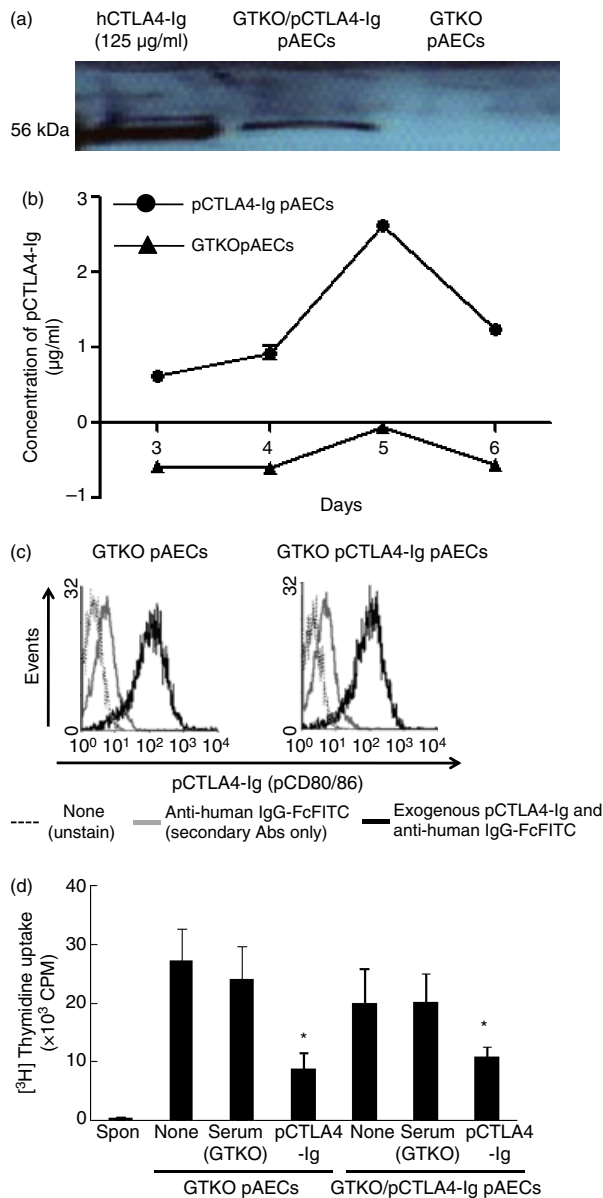 (a)
hCTLA4-Ig GTKO/pCTLA4-Ig GTKO
(125 µg/ml) pAECs pAECs
56 kDa
(b)
3
pCTLA4-Ig pAECs
GTKOpAECs
2
1
0
–1
Concentration of pCTLA4-Ig
(µg/ml)
3 4 5 6
Days
(c)
GTKO pAECs GTKO pCTLA4-Ig pAECs
32 32
Events
0 0
10⁰ 10¹ 10² 10³ 10⁴ 10⁰ 10¹ 10² 10³ 10⁴
pCTLA4-Ig (pCD80/86)
None Anti-human IgG-FcFITC Exogenous pCTLA4-Ig and
(unstain) (secondary Abs only) anti-human IgG-FcFITC
(d)
40
30
20
10
0
[³H] Thymidine uptake
(×10³ CPM)
* *
Spon None Serum pCTLA4 None Serum pCTLA4
(GTKO) -Ig (GTKO) -Ig
GTKO pAECs GTKO/pCTLA4-Ig pAECs